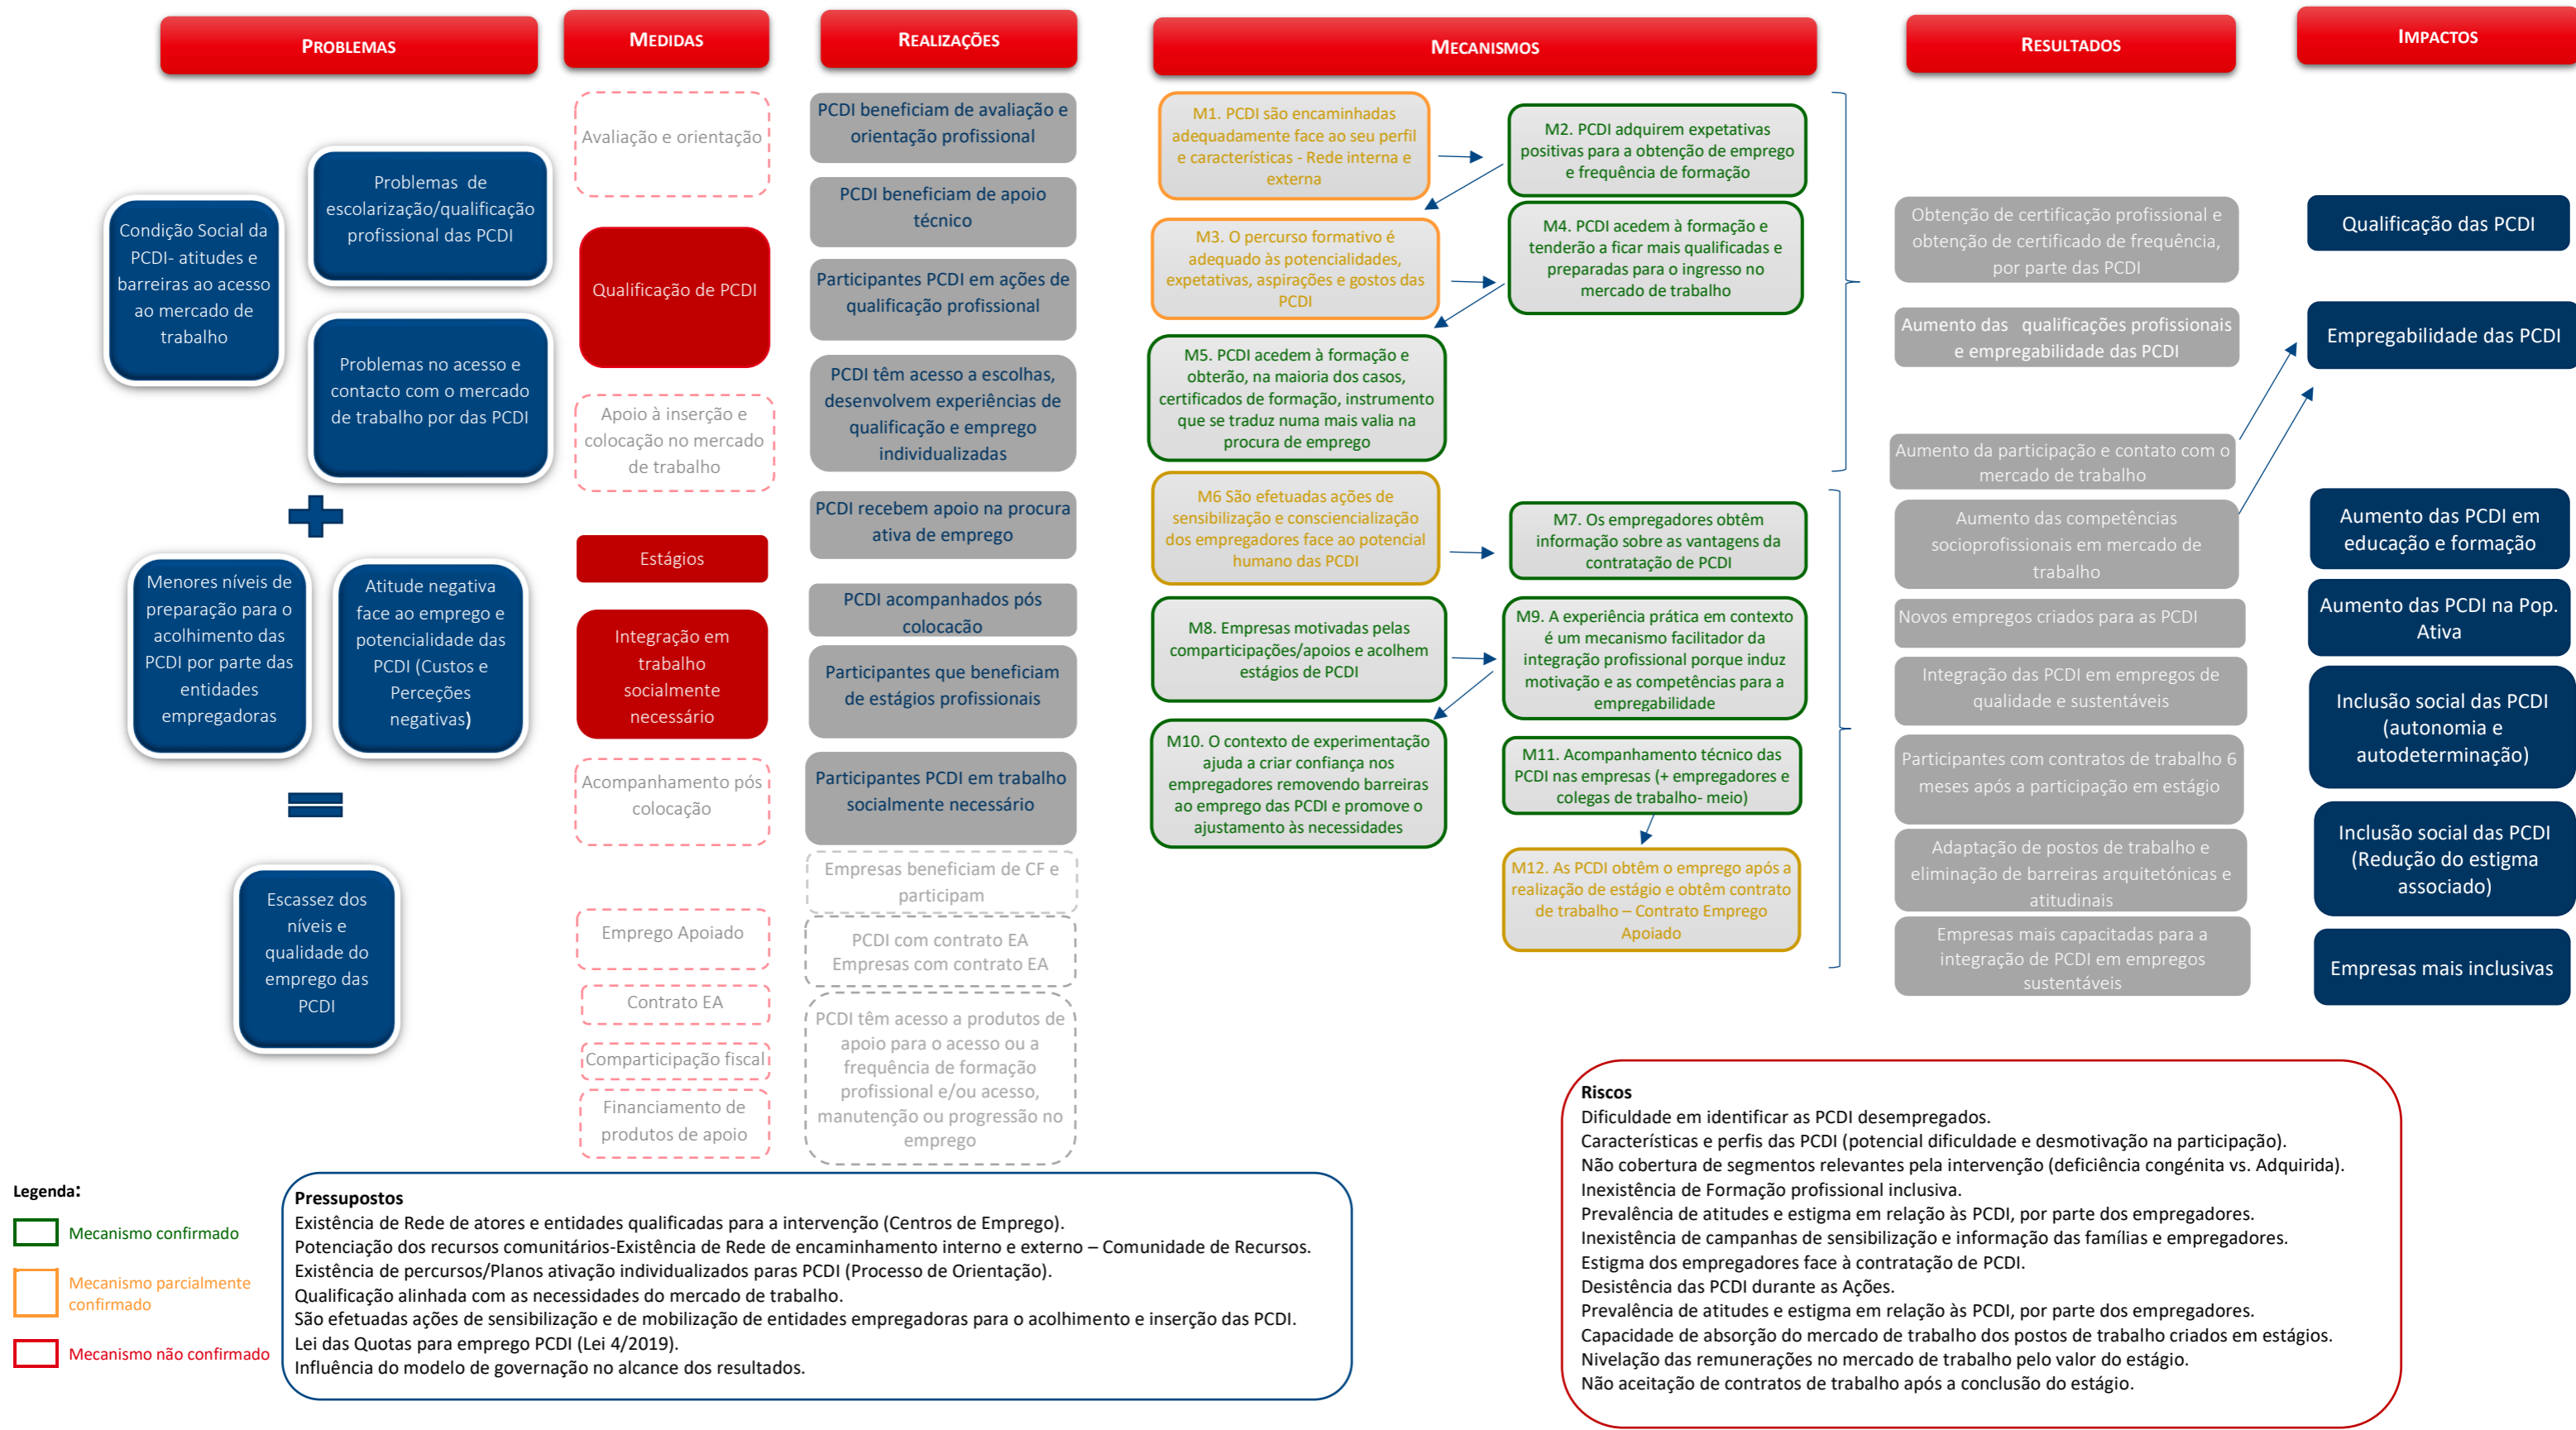 PROBLEMAS
MEDIDAS
REALIZAÇÕES
MECANISMOS
RESULTADOS
IMPACTOS
Condição Social da
PCDI- atitudes e
barreiras ao acesso
ao mercado de
trabalho
Problemas de
escolarização/qualificação
profissional das PCDI
Problemas no acesso e
contacto com o mercado
de trabalho por das PCDI
Menores níveis de
preparação para o
acolhimento das
PCDI por parte das
entidades
empregadoras
Atitude negativa
face ao emprego e
potencialidade das
PCDI (Custos e
Perceções
negativas)
Escassez dos
níveis e
qualidade do
emprego das
PCDI
Avaliação e orientação
Qualificação de PCDI
Apoio à inserção e
colocação no mercado
de trabalho
Estágios
Integração em
trabalho
socialmente
necessário
Acompanhamento pós
colocação
Emprego Apoiado
Contrato EA
Comparticipação fiscal
Financiamento de
produtos de apoio
PCDI beneficiam de avaliação e
orientação profissional
PCDI beneficiam de apoio
técnico
Participantes PCDI em ações de
qualificação profissional
PCDI têm acesso a escolhas,
desenvolvem experiências de
qualificação e emprego
individualizadas
PCDI recebem apoio na procura
ativa de emprego
PCDI acompanhados pós
colocacão
Participantes que beneficiam
de estágios profissionais
Participantes PCDI em trabalho
socialmente necessário
Empresas beneficiam de CF e
participam
PCDI com contrato EA
Empresas com contrato EA
PCDI têm acesso a produtos de
apoio para o acesso ou a
frequência de formação
profissional e/ou acesso,
manutenção ou progressão no
emprego
M1. PCDI são encaminhadas
adequadamente face ao seu perfil
e características - Rede interna e
externa
M2. PCDI adquirem expetativas
positivas para a obtenção de emprego
e frequência de formação
M3. O percurso formativo é
adequado às potencialidades,
expetativas, aspirações e gostos das
PCDI
M4. PCDI acedem à formação e
tenderão a ficar mais qualificadas e
preparadas para o ingresso no
mercado de trabalho
M5. PCDI acedem à formação e
obterão, na maioria dos casos,
certificados de formação, instrumento
que se traduz numa mais valia na
procura de emprego
M6 São efetuadas ações de
sensibilização e consciencialização
dos empregadores face ao potencial
humano das PCDI
M7. Os empregadores obtêm
informação sobre as vantagens da
contratação de PCDI
M8. Empresas motivadas pelas
comparticipações/apoios e acolhem
estágios de PCDI
M9. A experiência prática em contexto
é um mecanismo facilitador da
integração profissional porque induz
motivação e as competências para a
empregabilidade
M10. O contexto de experimentação
ajuda a criar confiança nos
empregadores removendo barreiras
ao emprego das PCDI e promove o
ajustamento às necessidades
M11. Acompanhamento técnico das
PCDI nas empresas (+ empregadores e
colegas de trabalho- meio)
M12. As PCDI obtêm o emprego após a
realização de estágio e obtêm contrato
de trabalho – Contrato Emprego
Apoiado
Obtenção de certificação profissional e
obtenção de certificado de frequência,
por parte das PCDI
Aumento das qualificações profissionais
e empregabilidade das PCDI
Aumento da participação e contato com o
mercado de trabalho
Aumento das competências
socioprofissionais em mercado de
trabalho
Novos empregos criados para as PCDI
Integração das PCDI em empregos de
qualidade e sustentáveis
Participantes com contratos de trabalho 6
meses após a participação em estágio
Adaptação de postos de trabalho e
eliminação de barreiras arquitetónicas e
atitudinais
Empresas mais capacitadas para a
integração de PCDI em empregos
sustentáveis
Qualificação das PCDI
Empregabilidade das PCDI
Aumento das PCDI em
educação e formação
Aumento das PCDI na Pop.
Ativa
Inclusão social das PCDI
(autonomia e
autodeterminação)
Inclusão social das PCDI
(Redução do estigma
associado)
Empresas mais inclusivas
Legenda:
Mecanismo confirmado
Mecanismo parcialmente
confirmado
Mecanismo não confirmado
Pressupostos
Existência de Rede de atores e entidades qualificadas para a intervenção (Centros de Emprego).
Potenciação dos recursos comunitários-Existência de Rede de encaminhamento interno e externo – Comunidade de Recursos.
Existência de percursos/Planos ativação individualizados paras PCDI (Processo de Orientação).
Qualificação alinhada com as necessidades do mercado de trabalho.
São efetuadas ações de sensibilização e de mobilização de entidades empregadoras para o acolhimento e inserção das PCDI.
Lei das Quotas para emprego PCDI (Lei 4/2019).
Influência do modelo de governação no alcance dos resultados.
Riscos
Dificuldade em identificar as PCDI desempregados.
Características e perfis das PCDI (potencial dificuldade e desmotivação na participação).
Não cobertura de segmentos relevantes pela intervenção (deficiência congénita vs. Adquirida).
Inexistência de Formação profissional inclusiva.
Prevalência de atitudes e estigma em relação às PCDI, por parte dos empregadores.
Inexistência de campanhas de sensibilização e informação das famílias e empregadores.
Estigma dos empregadores face à contratação de PCDI.
Desistência das PCDI durante as Ações.
Prevalência de atitudes e estigma em relação às PCDI, por parte dos empregadores.
Capacidade de absorção do mercado de trabalho dos postos de trabalho criados em estágios.
Nivelação das remunerações no mercado de trabalho pelo valor do estágio.
Não aceitação de contratos de trabalho após a conclusão do estágio.